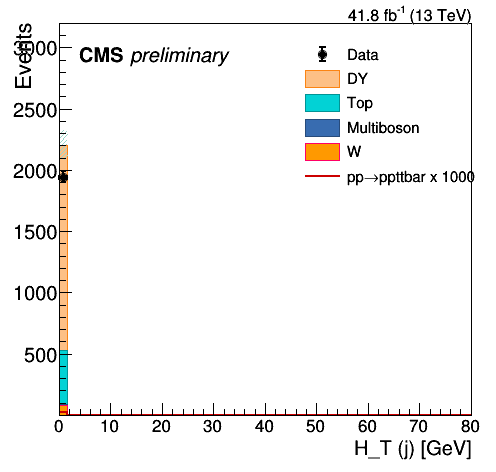 41.8 fb⁻¹ (13 TeV)
Events
CMS preliminary
Data
DY
Top
Multiboson
W
pp→ppttbar x 1000
3000
2500
2000
1500
1000
500
0 10 20 30 40 50 60 70 80
H_T (j) [GeV]